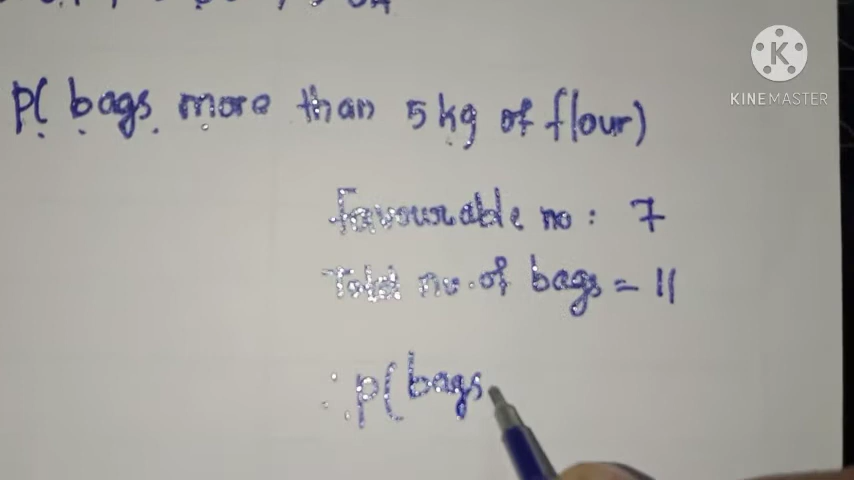 K
KINEMASTER
P( bags more than 5 kg of flour)
Favourable no : 7
Total no. of bags = 11
∴ P( bags